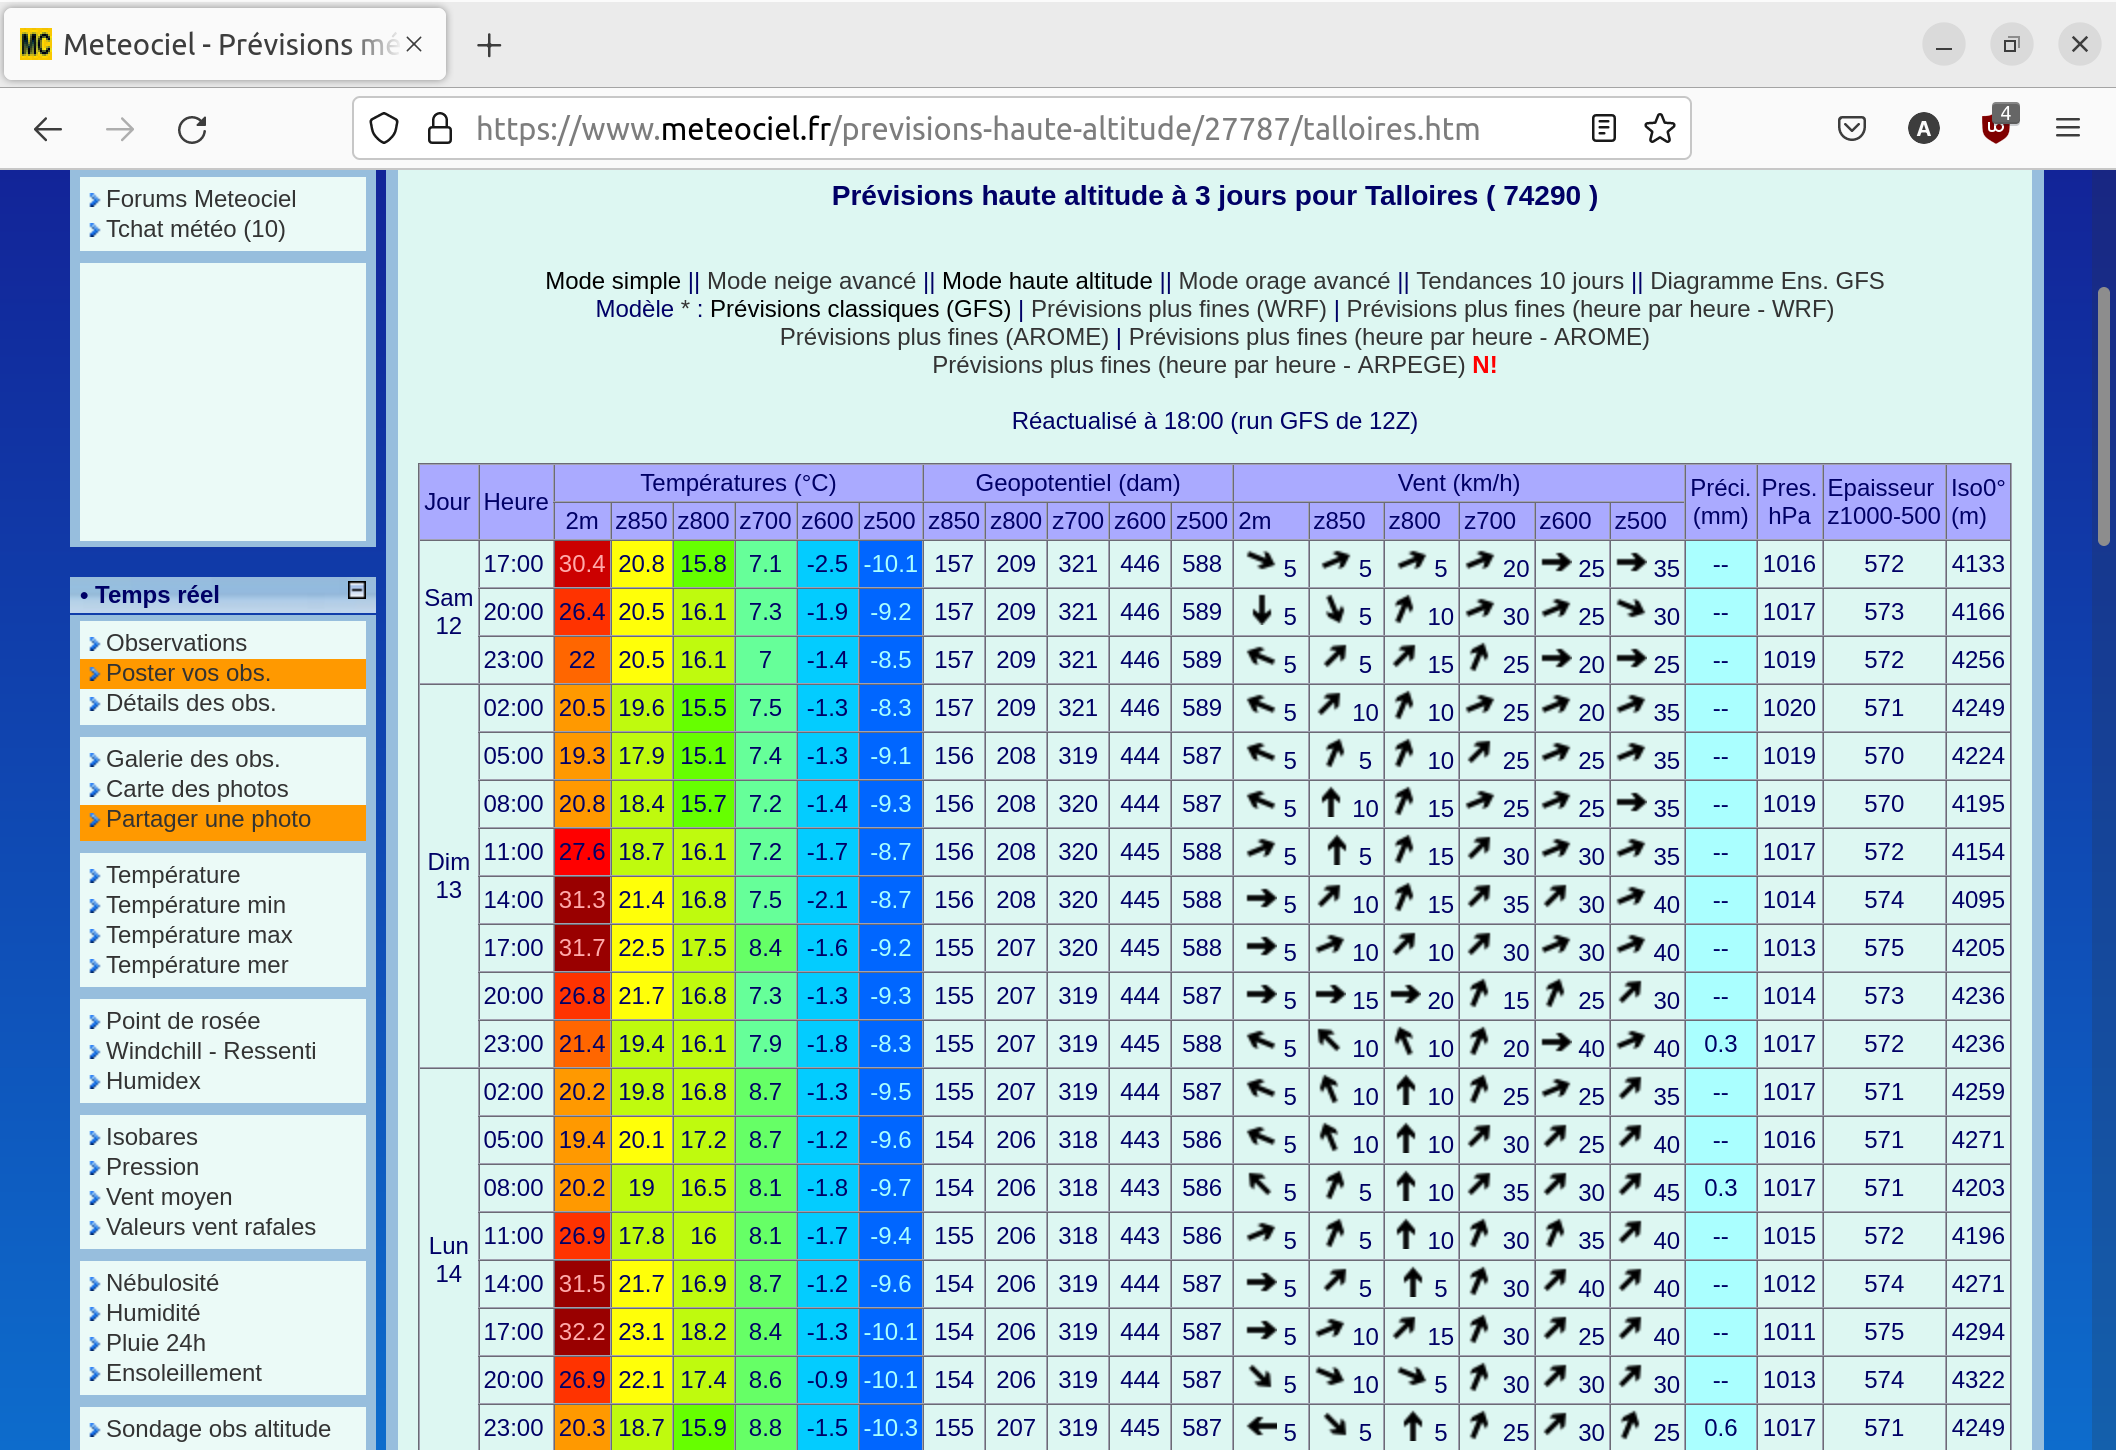 MC Meteociel - Prévisions mé
https://www.meteociel.fr/previsions-haute-altitude/27787/talloires.htm
A
4
Forums Meteociel
Tchat météo (10)
• Temps réel
Observations
Poster vos obs.
Détails des obs.
Galerie des obs.
Carte des photos
Partager une photo
Température
Température min
Température max
Température mer
Point de rosée
Windchill - Ressenti
Humidex
Isobares
Pression
Vent moyen
Valeurs vent rafales
Nébulosité
Humidité
Pluie 24h
Ensoleillement
Sondage obs altitude
Prévisions haute altitude à 3 jours pour Talloires ( 74290 )
Mode simple || Mode neige avancé || Mode haute altitude || Mode orage avancé || Tendances 10 jours || Diagramme Ens. GFS
Modèle * : Prévisions classiques (GFS) | Prévisions plus fines (WRF) | Prévisions plus fines (heure par heure - WRF)
Prévisions plus fines (AROME) | Prévisions plus fines (heure par heure - AROME)
Prévisions plus fines (heure par heure - ARPEGE) N!
Réactualisé à 18:00 (run GFS de 12Z)
Jour Heure Températures (°C) Geopotentiel (dam) Vent (km/h) Préci. (mm) Pres. hPa Epaisseur z1000-500 Iso0° (m)
2m z850 z800 z700 z600 z500 z850 z800 z700 z600 z500 2m z850 z800 z700 z600 z500
Sam 12
17:00 30.4 20.8 15.8 7.1 -2.5 -10.1 157 209 321 446 588 5 5 5 20 25 35 -- 1016 572 4133
20:00 26.4 20.5 16.1 7.3 -1.9 -9.2 157 209 321 446 589 5 5 10 30 25 30 -- 1017 573 4166
23:00 22 20.5 16.1 7 -1.4 -8.5 157 209 321 446 589 5 5 15 25 20 25 -- 1019 572 4256
Dim 13
02:00 20.5 19.6 15.5 7.5 -1.3 -8.3 157 209 321 446 589 5 10 10 25 20 35 -- 1020 571 4249
05:00 19.3 17.9 15.1 7.4 -1.3 -9.1 156 208 319 444 587 5 5 10 25 25 35 -- 1019 570 4224
08:00 20.8 18.4 15.7 7.2 -1.4 -9.3 156 208 320 444 587 5 10 15 25 25 35 -- 1019 570 4195
11:00 27.6 18.7 16.1 7.2 -1.7 -8.7 156 208 320 445 588 5 5 15 30 30 35 -- 1017 572 4154
14:00 31.3 21.4 16.8 7.5 -2.1 -8.7 156 208 320 445 588 5 10 15 35 30 40 -- 1014 574 4095
17:00 31.7 22.5 17.5 8.4 -1.6 -9.2 155 207 320 445 588 5 10 10 30 30 40 -- 1013 575 4205
20:00 26.8 21.7 16.8 7.3 -1.3 -9.3 155 207 319 444 587 5 15 20 15 25 30 -- 1014 573 4236
23:00 21.4 19.4 16.1 7.9 -1.8 -8.3 155 207 319 445 588 5 10 10 20 40 40 0.3 1017 572 4236
Lun 14
02:00 20.2 19.8 16.8 8.7 -1.3 -9.5 155 207 319 444 587 5 10 10 25 25 35 -- 1017 571 4259
05:00 19.4 20.1 17.2 8.7 -1.2 -9.6 154 206 318 443 586 5 10 10 30 25 40 -- 1016 571 4271
08:00 20.2 19 16.5 8.1 -1.8 -9.7 154 206 318 443 586 5 5 10 35 30 45 0.3 1017 571 4203
11:00 26.9 17.8 16 8.1 -1.7 -9.4 155 206 318 443 586 5 5 10 30 35 40 -- 1015 572 4196
14:00 31.5 21.7 16.9 8.7 -1.2 -9.6 154 206 319 444 587 5 5 5 30 40 40 -- 1012 574 4271
17:00 32.2 23.1 18.2 8.4 -1.3 -10.1 154 206 319 444 587 5 10 15 30 25 40 -- 1011 575 4294
20:00 26.9 22.1 17.4 8.6 -0.9 -10.1 154 206 319 444 587 5 10 5 30 30 30 -- 1013 574 4322
23:00 20.3 18.7 15.9 8.8 -1.5 -10.3 155 207 319 445 587 5 5 5 25 30 25 0.6 1017 571 4249